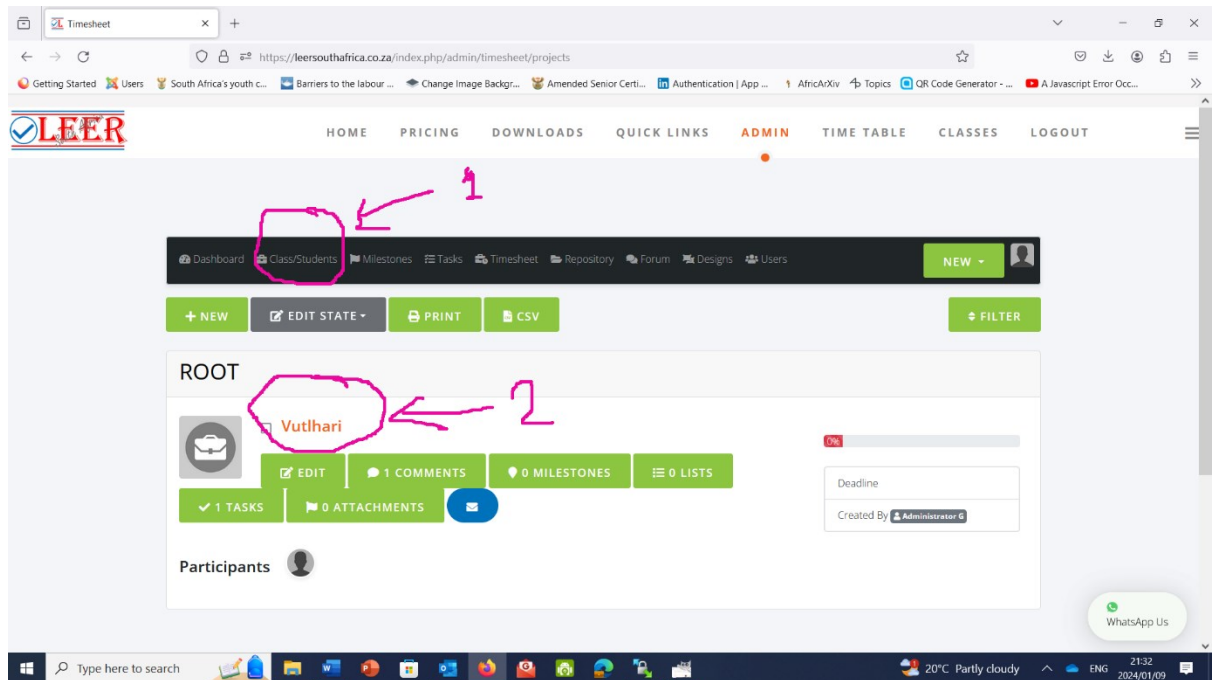 Timesheet
https://leersouthafrica.co.za/index.php/admin/timesheet/projects
Getting Started Users South Africa's youth c... Barriers to the labour ... Change Image Backgr... Amended Senior Certi... Authentication | App ... AfricArXiv Topics QR Code Generator - ... A Javascript Error Occ...
LEER
HOME PRICING DOWNLOADS QUICK LINKS ADMIN TIME TABLE CLASSES LOGOUT
1
Dashboard Class/Students Milestones Tasks Timesheet Repository Forum Designs Users NEW
+ NEW EDIT STATE PRINT CSV FILTER
ROOT
2
Vutlhari
0%
EDIT 1 COMMENTS 0 MILESTONES 0 LISTS
Deadline
1 TASKS 0 ATTACHMENTS
Created By Administrator G
Participants
WhatsApp Us
Type here to search
20°C Partly cloudy ENG 21:32
2024/01/09